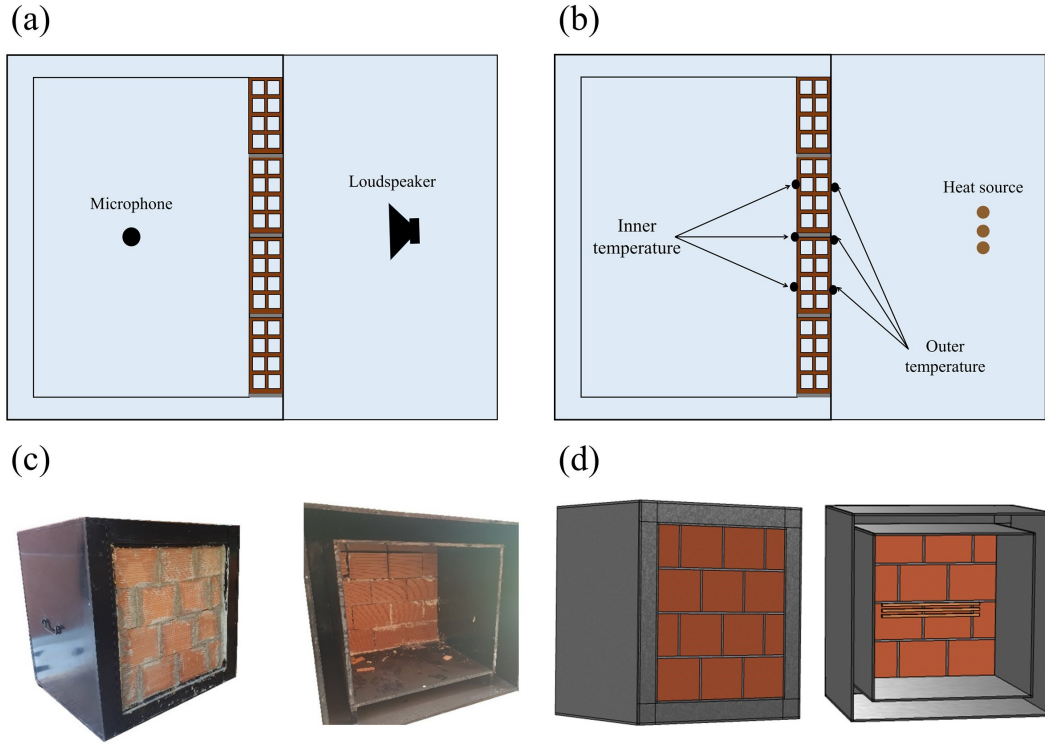 (a)
(b)
Microphone
Loudspeaker
Inner
temperature
Heat source
Outer
temperature
(c)
(d)